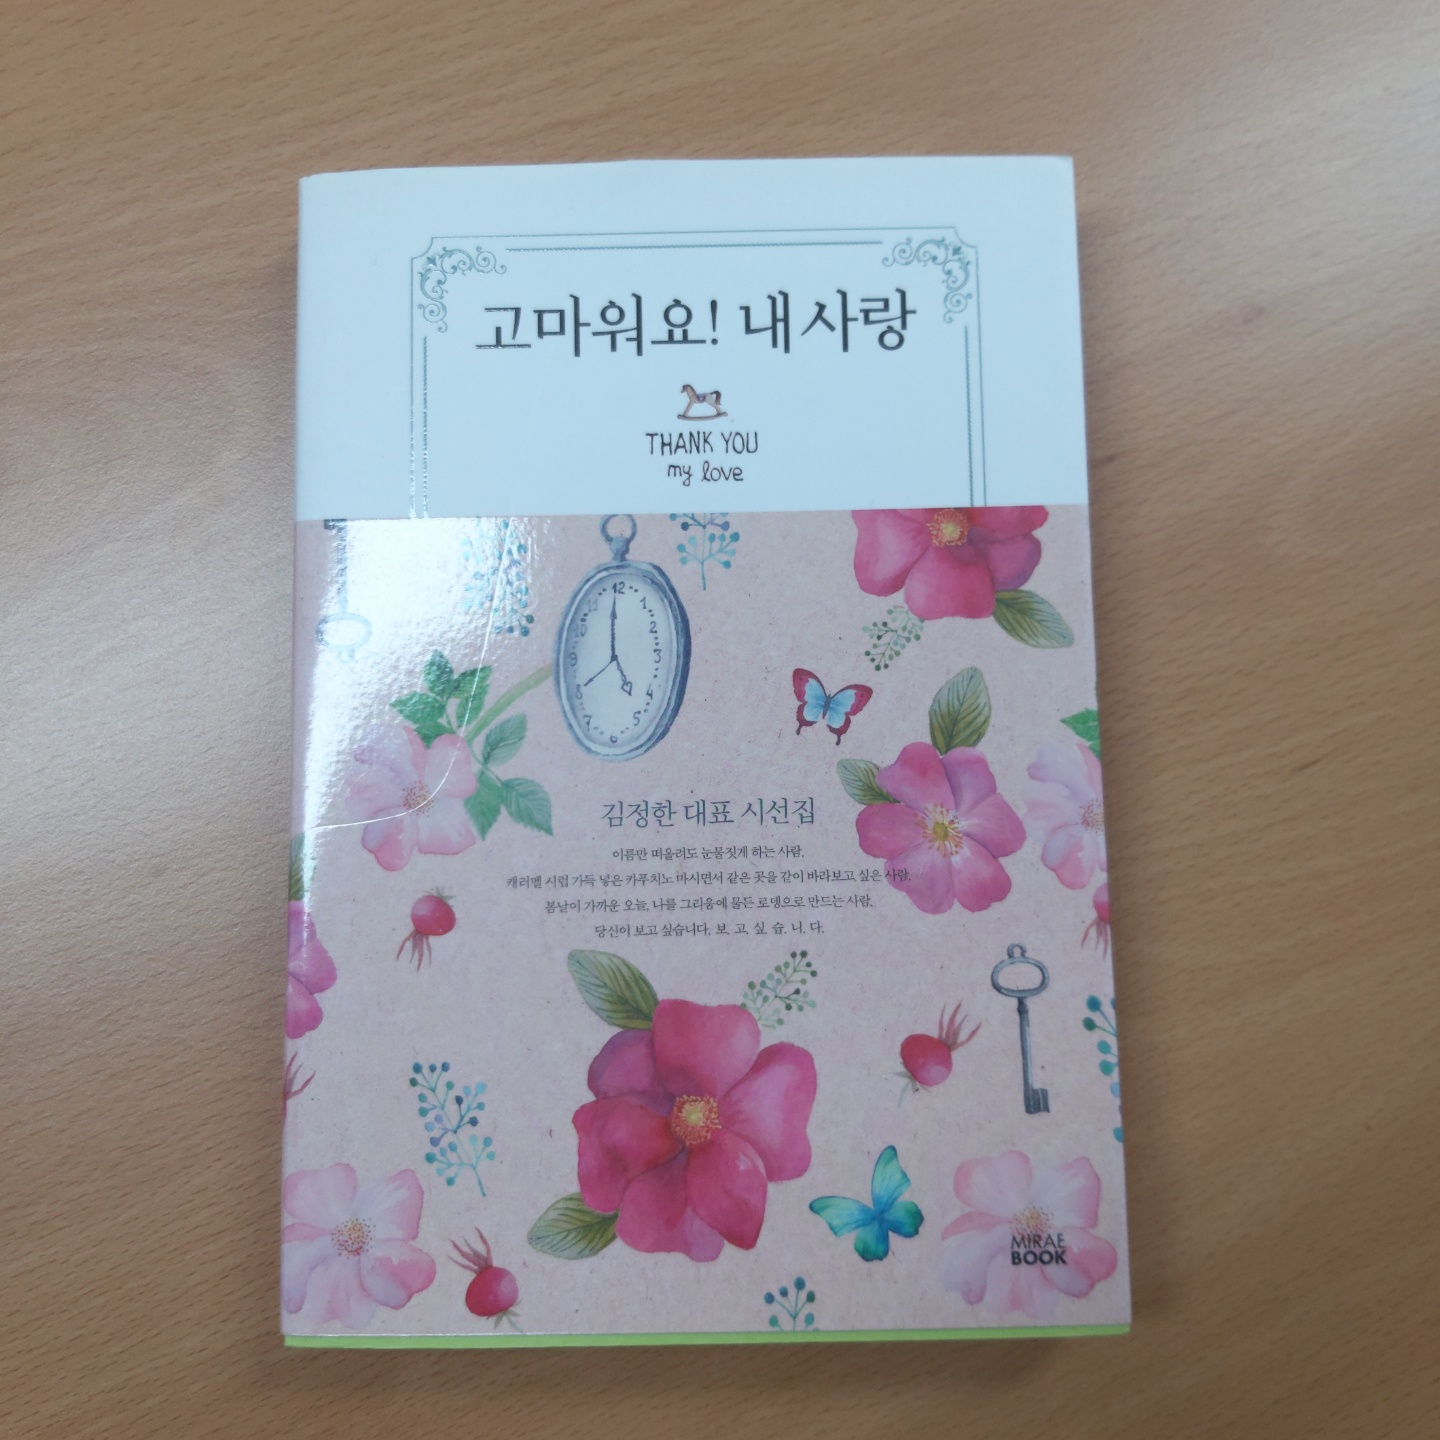 고마워요! 내 사랑
THANK YOU
my love
김정한 대표 시선집
이름만 떠올려도 눈물짓게 하는 사람.
캐러멜 시럽 가득 넣은 카푸치노 마시면서 같은 곳을 같이 바라보고 싶은 사람.
봄날이 가까운 오늘, 나를 그리움에 물든 로뎅으로 만드는 사람.
당신이 보고 싶습니다. 보. 고. 싶. 습. 니. 다.
MIRAE
BOOK